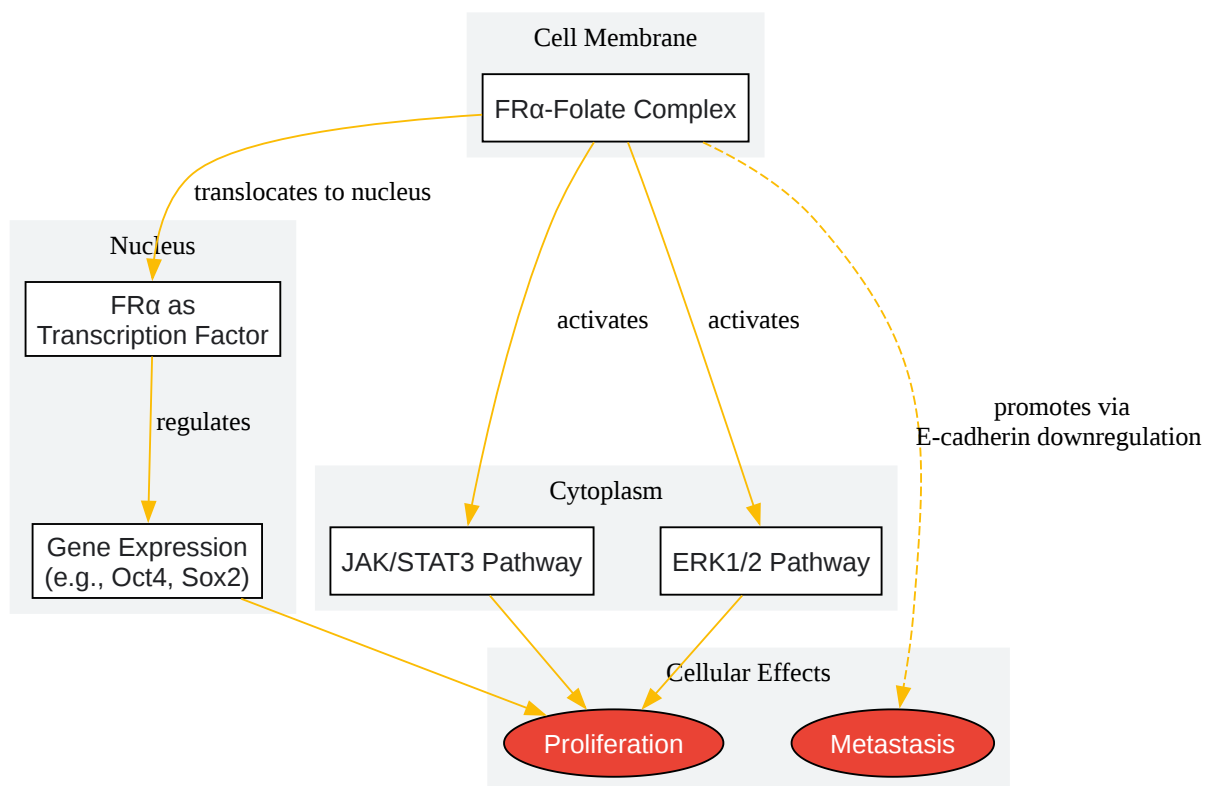 Cell Membrane
FRα-Folate Complex
translocates to nucleus
Nucleus
FRα as
Transcription Factor
activates
activates
promotes via
E-cadherin downregulation
regulates
Cytoplasm
Gene Expression
(e.g., Oct4, Sox2)
JAK/STAT3 Pathway
ERK1/2 Pathway
Cellular Effects
Proliferation
Metastasis